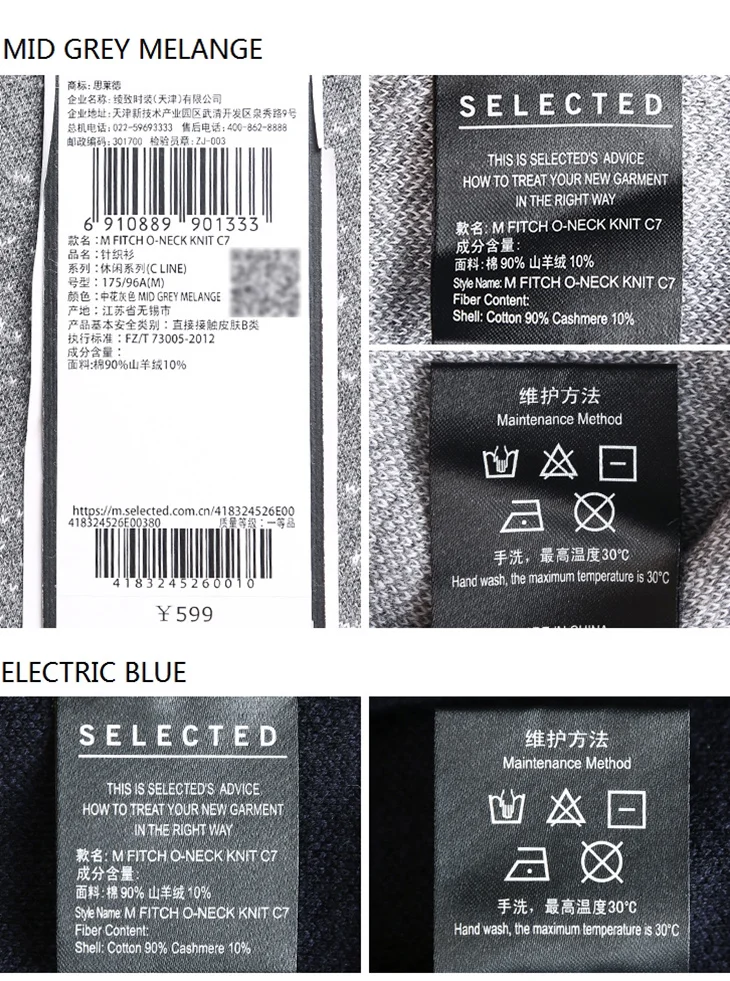 MID GREY MELANGE
商标：思莱德
企业名称：绫致时装(天津)有限公司
企业地址：天津新技术产业园区武清开发区泉秀路9号
总机电话：022-59693333 售后电话：400-862-8888
邮政编码：301700 检验员章：ZJ-003
6 910889 901333
款名：M FITCH O-NECK KNIT C7
品名：针织衫
系列：休闲系列(C LINE)
号型：175/96A(M)
颜色：中花灰色 MID GREY MELANGE
产地：江苏省无锡市
产品基本安全类别：直接接触皮肤B类
执行标准：FZ/T 73005-2012
成分含量：
面料:棉90%山羊绒10%
https://m.selected.com.cn/418324526E00
418324526E00380 质量等级：一等品
4183245260010
￥599
SELECTED
THIS IS SELECTED'S ADVICE
HOW TO TREAT YOUR NEW GARMENT
IN THE RIGHT WAY
款名: M FITCH O-NECK KNIT C7
成分含量:
面料: 棉 90% 山羊绒 10%
Style Name: M FITCH O-NECK KNIT C7
Fiber Content:
Shell: Cotton 90% Cashmere 10%
维护方法
Maintenance Method
手洗，最高温度30℃
Hand wash, the maximum temperature is 30℃
ELECTRIC BLUE
SELECTED
THIS IS SELECTED'S ADVICE
HOW TO TREAT YOUR NEW GARMENT
IN THE RIGHT WAY
款名: M FITCH O-NECK KNIT C7
成分含量:
面料: 棉 90% 山羊绒 10%
Style Name: M FITCH O-NECK KNIT C7
Fiber Content:
Shell: Cotton 90% Cashmere 10%
维护方法
Maintenance Method
手洗，最高温度30℃
Hand wash, the maximum temperature is 30℃